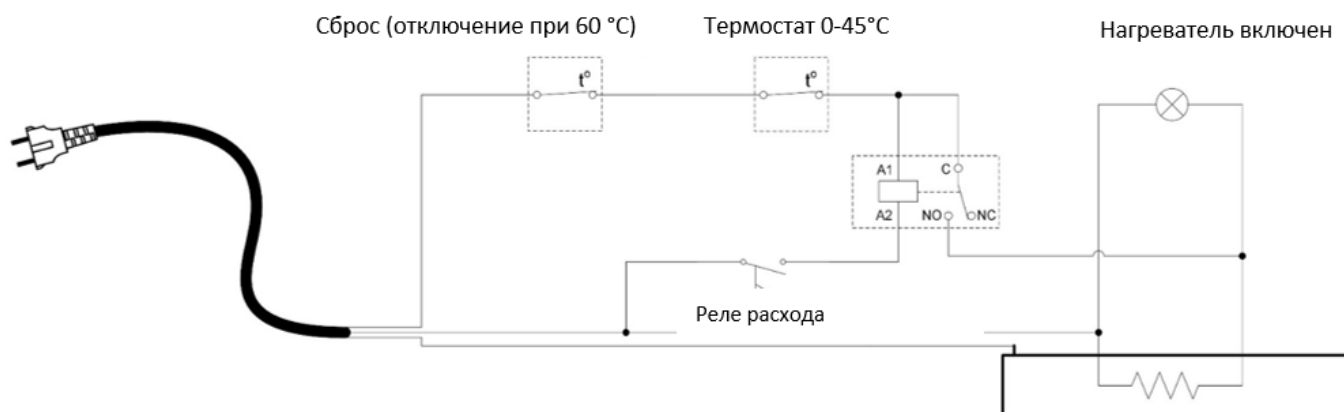 Сброс (отключение при 60 °C)
Термостат 0-45°C
Нагреватель включен
t°
t°
A1
C
A2
NO
NC
Реле расхода